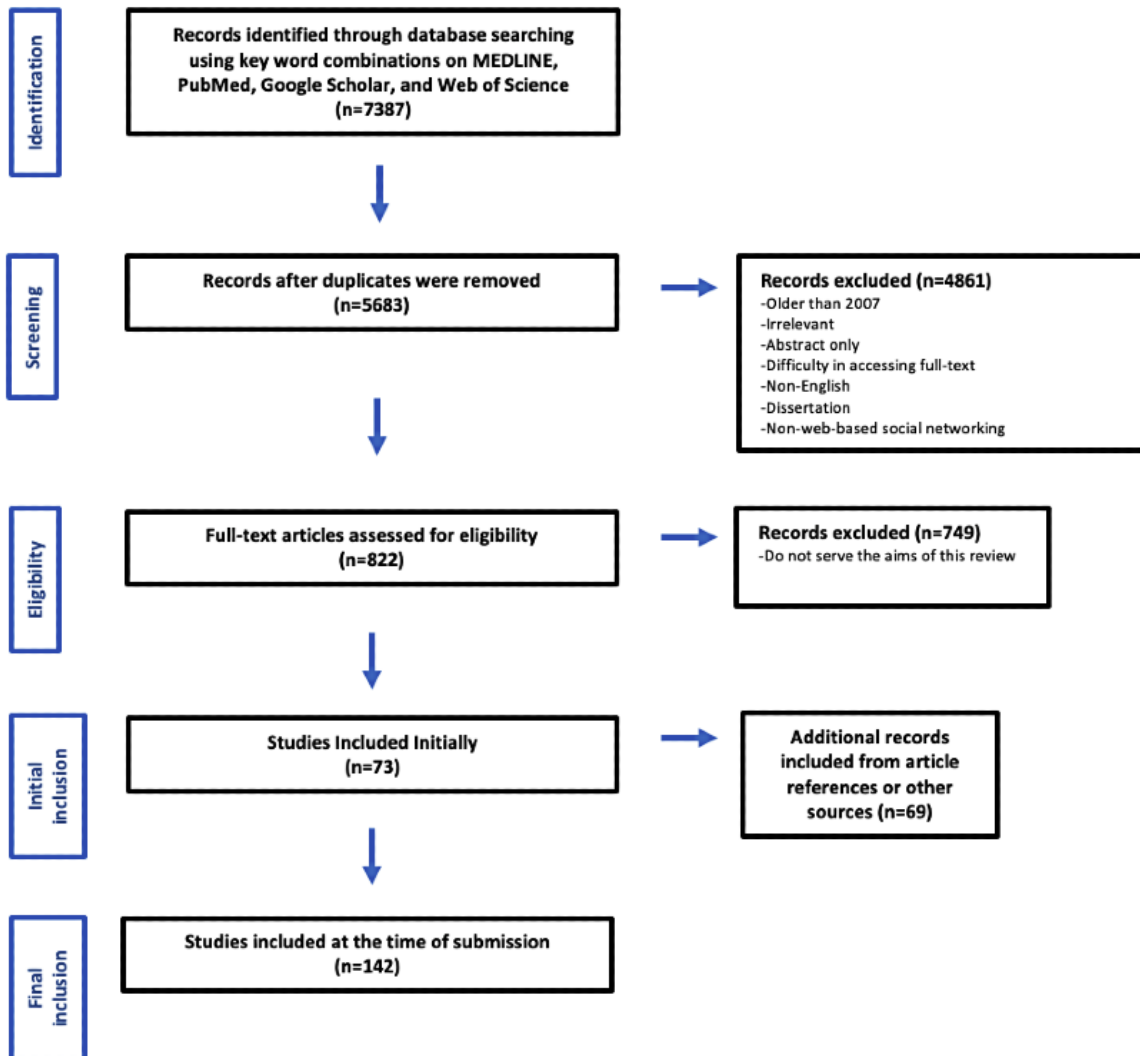 Identification
Records identified through database searching
using key word combinations on MEDLINE,
PubMed, Google Scholar, and Web of Science
(n=7387)
Screening
Records after duplicates were removed
(n=5683)
Records excluded (n=4861)
-Older than 2007
-Irrelevant
-Abstract only
-Difficulty in accessing full-text
-Non-English
-Dissertation
-Non-web-based social networking
Eligibility
Full-text articles assessed for eligibility
(n=822)
Records excluded (n=749)
-Do not serve the aims of this review
Initial
inclusion
Studies Included Initially
(n=73)
Additional records
included from article
references or other
sources (n=69)
Final
inclusion
Studies included at the time of submission
(n=142)